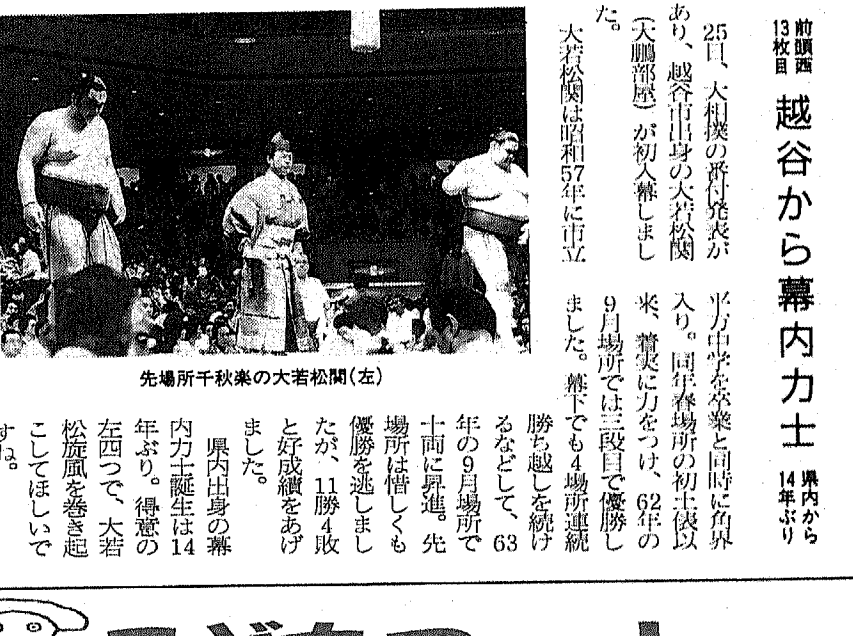 前頭西
13枚目
越谷から幕内力士
県内から
14年ぶり
25日、大相撲の番付発表が
あり、越谷市出身の大若松関
(大鵬部屋)が初入幕しまし
た。
大若松関は昭和57年に市立
平方中学を卒業と同時に角界
入り。同年春場所の初土俵以
来、着実に力をつけ、62年の
9月場所では三段目で優勝し
ました。幕下でも4場所連続
勝ち越しを続け
るなどして、63
年の9月場所で
十両に昇進。先
場所は惜しくも
優勝を逃しまし
たが、11勝4敗
と好成績をあげ
ました。
県内出身の幕
内力士誕生は14
年ぶり。得意の
左四つで、大若
松旋風を巻き起
こしてほしいで
すね。
先場所千秋楽の大若松関(左)